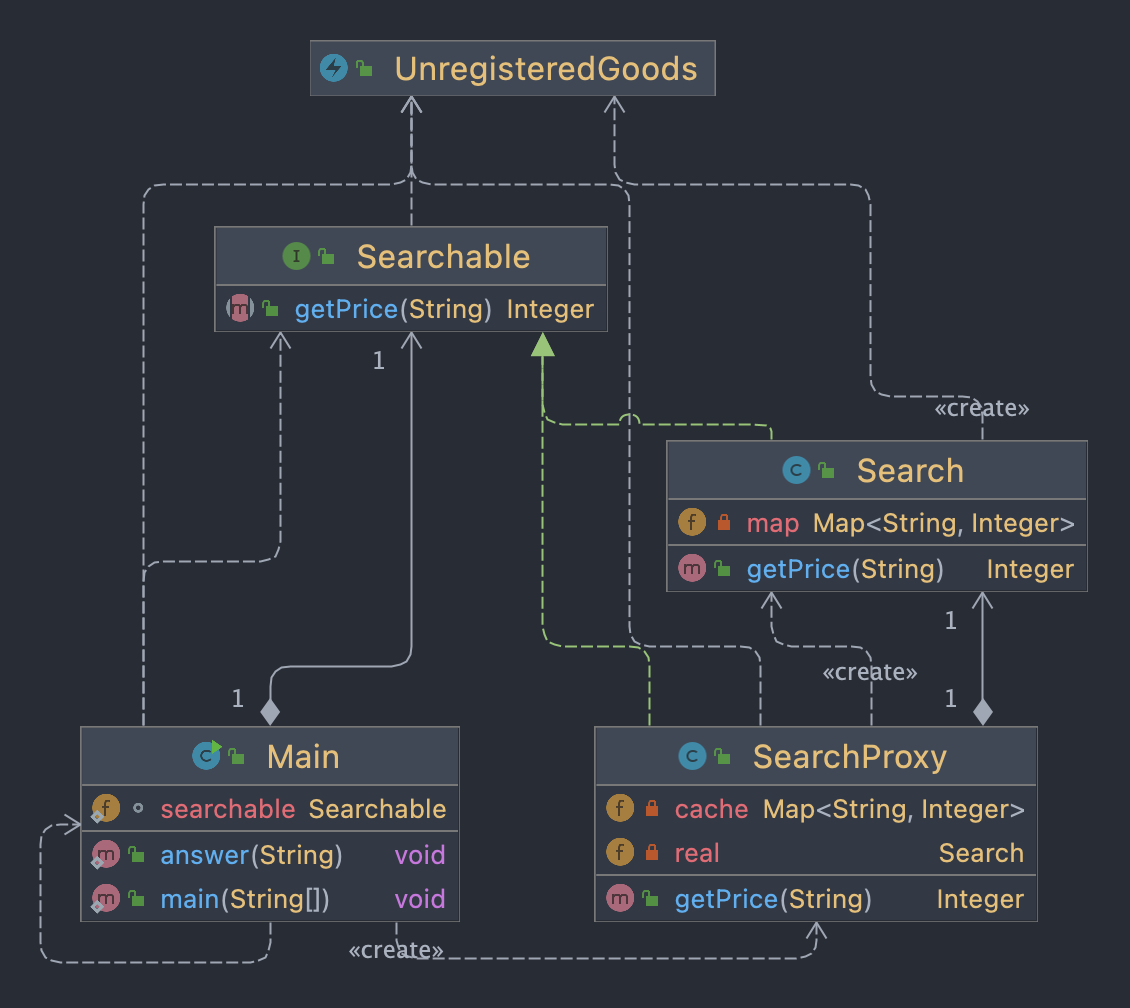 UnregisteredGoods
Searchable
getPrice(String) Integer
1
«create»
Search
map Map<String, Integer>
getPrice(String) Integer
1
«create»
1
1
Main
searchable Searchable
answer(String) void
main(String[]) void
SearchProxy
cache Map<String, Integer>
real Search
getPrice(String) Integer
«create»